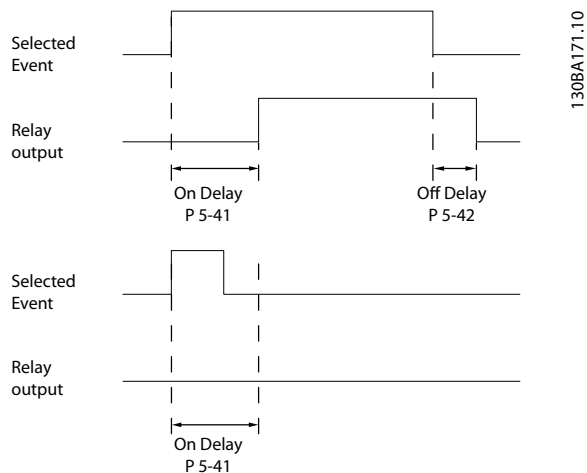 Selected
Event
Relay
output
On Delay
P 5-41
Off Delay
P 5-42
Selected
Event
Relay
output
On Delay
P 5-41
130BA171.10